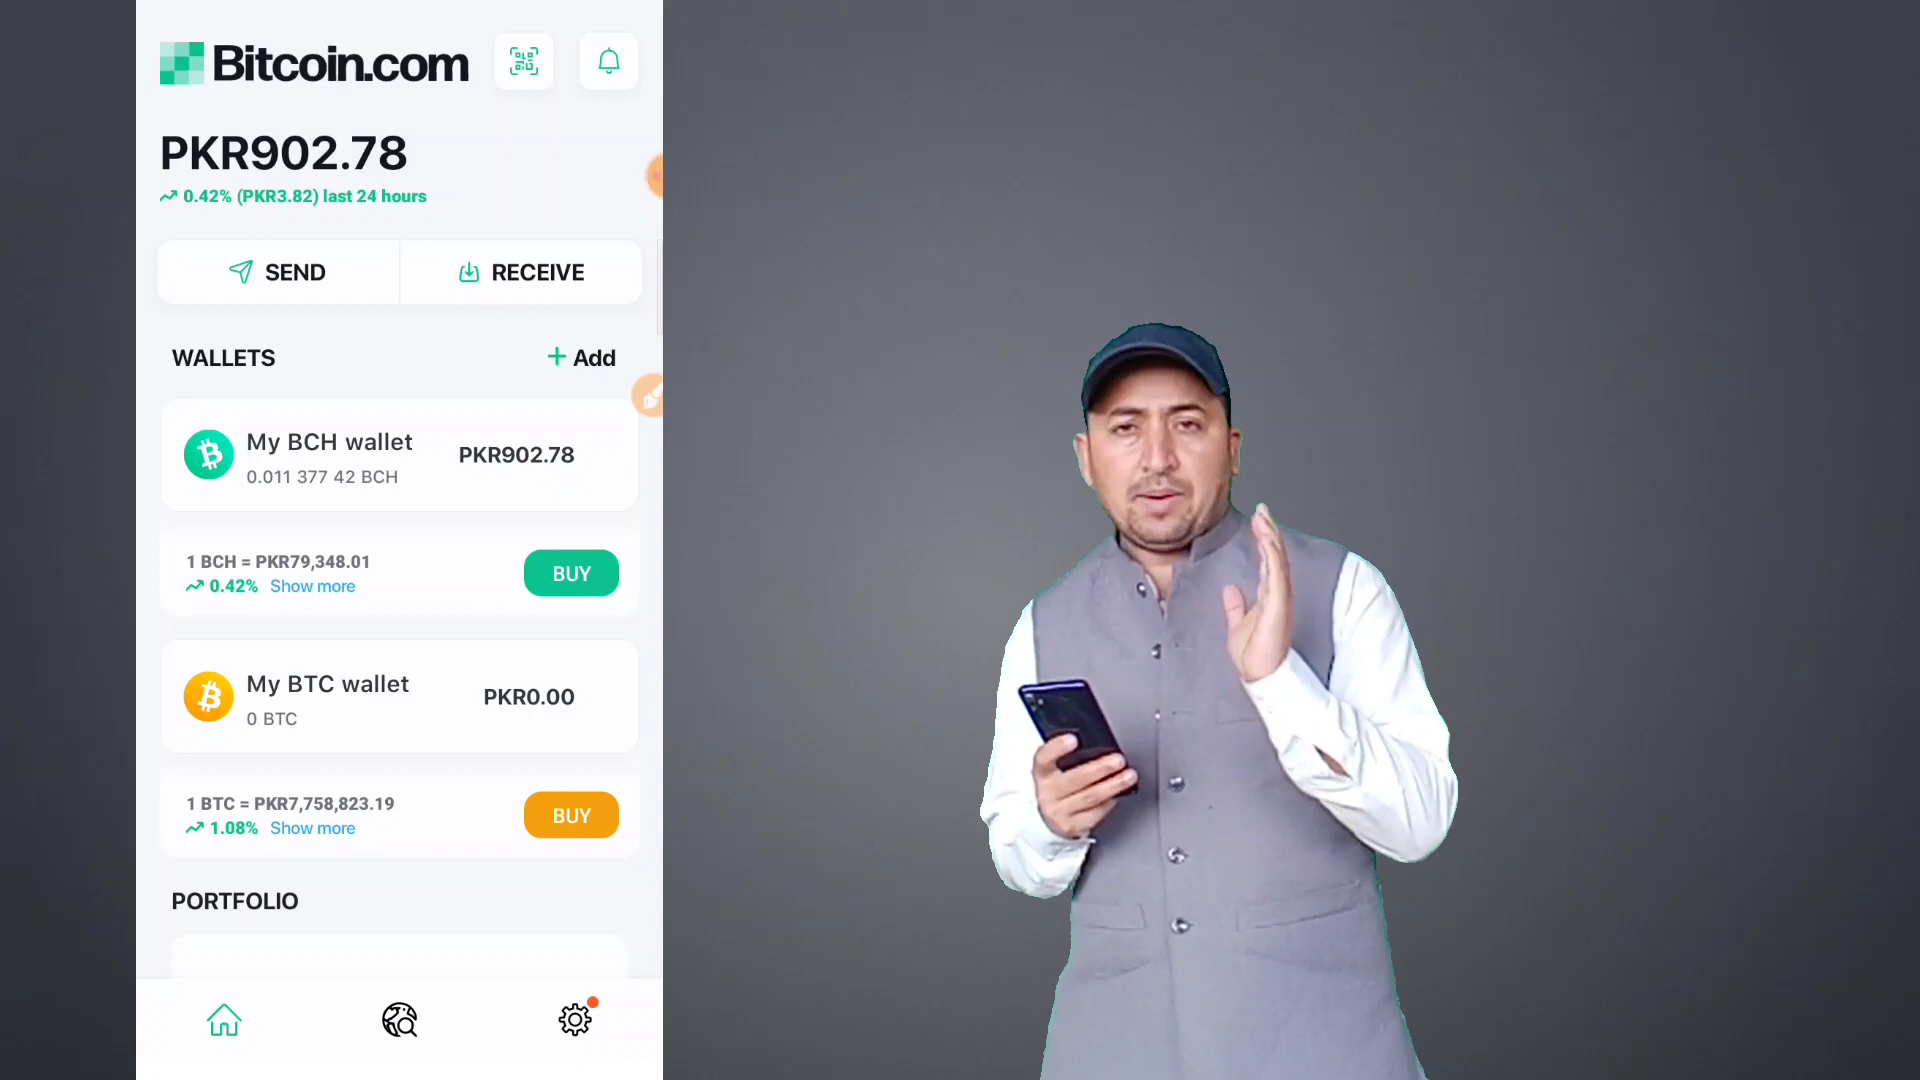 Bitcoin.com
PKR902.78
0.42% (PKR3.82) last 24 hours
SEND
RECEIVE
WALLETS
+ Add
My BCH wallet
PKR902.78
0.011 377 42 BCH
1 BCH = PKR79,348.01
0.42% Show more
BUY
My BTC wallet
PKR0.00
0 BTC
1 BTC = PKR7,758,823.19
1.08% Show more
BUY
PORTFOLIO